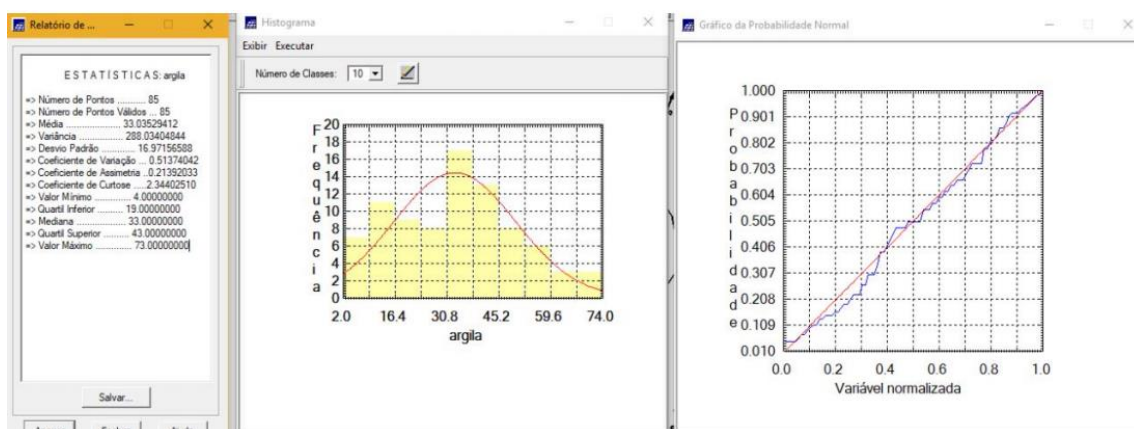 Relatório de ...
E S T A T Í S T I C A S: argila
=> Número de Pontos .......... 85
=> Número de Pontos Válidos ... 85
=> Média .................... 33.03529412
=> Variância ................ 288.03404844
=> Desvio Padrão ............. 16.97156588
=> Coeficiente de Variação ... 0.51374042
=> Coeficiente de Assimetria ..0.21392033
=> Coeficiente de Curtose .....2.34402510
=> Valor Mínimo ............ 4.00000000
=> Quartil Inferior ......... 19.00000000
=> Mediana .................. 33.00000000
=> Quartil Superior .......... 43.00000000
=> Valor Máximo .............. 73.00000000
Salvar...
Histograma
Exibir Executar
Número de Classes: 10
Frequência
20
18
16
14
12
10
8
6
4
2
0
2.0 16.4 30.8 45.2 59.6 74.0
argila
Gráfico da Probabilidade Normal
Probabilidade
1.000
0.901
0.802
0.703
0.604
0.505
0.406
0.307
0.208
0.109
0.010
0.0 0.2 0.4 0.6 0.8 1.0
Variável normalizada